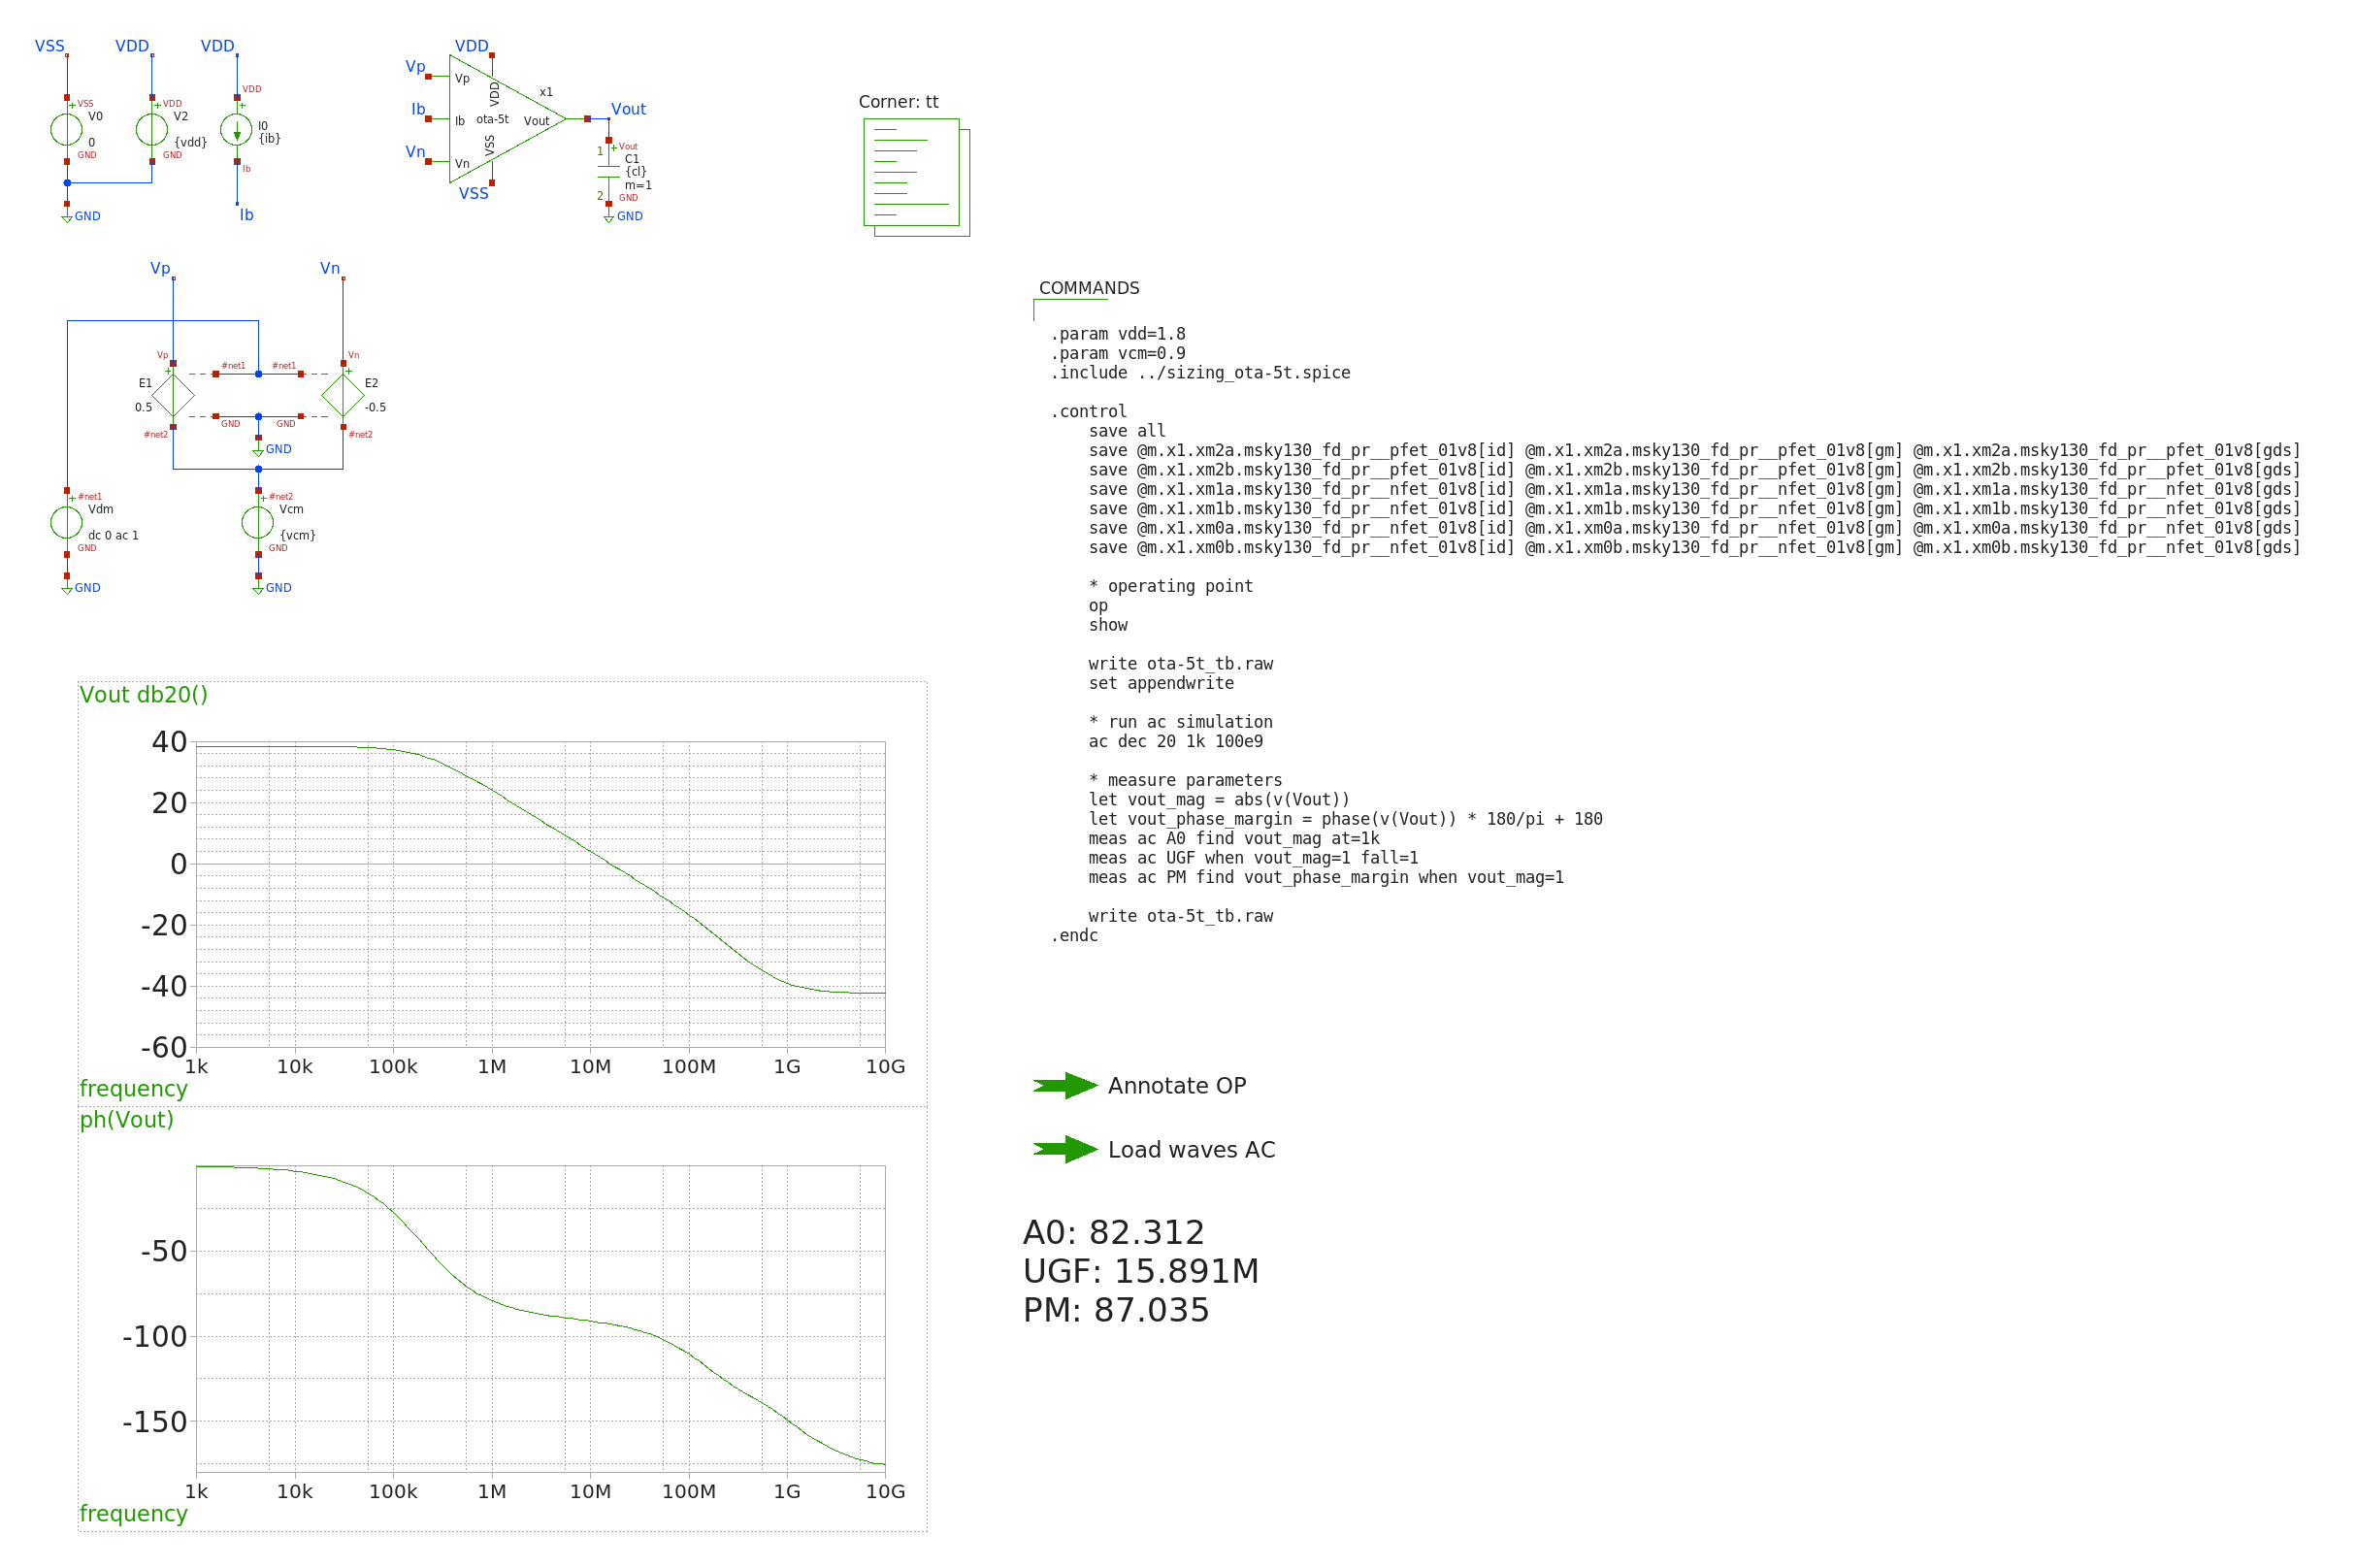 VSS
VDD
VDD
VSS
V0
0
GND
VDD
V2
{vdd}
GND
VDD
I0
{ib}
Ib
GND
Ib
VDD
Vp
Ib
Vn
Vp
Ib
Vn
VDD
ota-5t
VSS
Vout
x1
VSS
Vout
1
Vout
C1
{cl}
m=1
2
GND
GND
Corner: tt
Vp
Vn
Vp
#net1
#net1
Vn
E1
0.5
E2
-0.5
GND
GND
#net2
#net2
GND
#net1
Vdm
dc 0 ac 1
GND
GND
#net2
Vcm
{vcm}
GND
GND
COMMANDS
.param vdd=1.8
.param vcm=0.9
.include ../sizing_ota-5t.spice
.control
save all
save @m.x1.xm2a.msky130_fd_pr__pfet_01v8[id] @m.x1.xm2a.msky130_fd_pr__pfet_01v8[gm] @m.x1.xm2a.msky130_fd_pr__pfet_01v8[gds]
save @m.x1.xm2b.msky130_fd_pr__pfet_01v8[id] @m.x1.xm2b.msky130_fd_pr__pfet_01v8[gm] @m.x1.xm2b.msky130_fd_pr__pfet_01v8[gds]
save @m.x1.xm1a.msky130_fd_pr__nfet_01v8[id] @m.x1.xm1a.msky130_fd_pr__nfet_01v8[gm] @m.x1.xm1a.msky130_fd_pr__nfet_01v8[gds]
save @m.x1.xm1b.msky130_fd_pr__nfet_01v8[id] @m.x1.xm1b.msky130_fd_pr__nfet_01v8[gm] @m.x1.xm1b.msky130_fd_pr__nfet_01v8[gds]
save @m.x1.xm0a.msky130_fd_pr__nfet_01v8[id] @m.x1.xm0a.msky130_fd_pr__nfet_01v8[gm] @m.x1.xm0a.msky130_fd_pr__nfet_01v8[gds]
save @m.x1.xm0b.msky130_fd_pr__nfet_01v8[id] @m.x1.xm0b.msky130_fd_pr__nfet_01v8[gm] @m.x1.xm0b.msky130_fd_pr__nfet_01v8[gds]
* operating point
op
show
write ota-5t_tb.raw
set appendwrite
* run ac simulation
ac dec 20 1k 100e9
* measure parameters
let vout_mag = abs(v(Vout))
let vout_phase_margin = phase(v(Vout)) * 180/pi + 180
meas ac A0 find vout_mag at=1k
meas ac UGF when vout_mag=1 fall=1
meas ac PM find vout_phase_margin when vout_mag=1
write ota-5t_tb.raw
.endc
Vout db20()
40
20
0
-20
-40
-60
1k 10k 100k 1M 10M 100M 1G 10G
frequency
ph(Vout)
-50
-100
-150
1k 10k 100k 1M 10M 100M 1G 10G
frequency
Annotate OP
Load waves AC
A0: 82.312
UGF: 15.891M
PM: 87.035